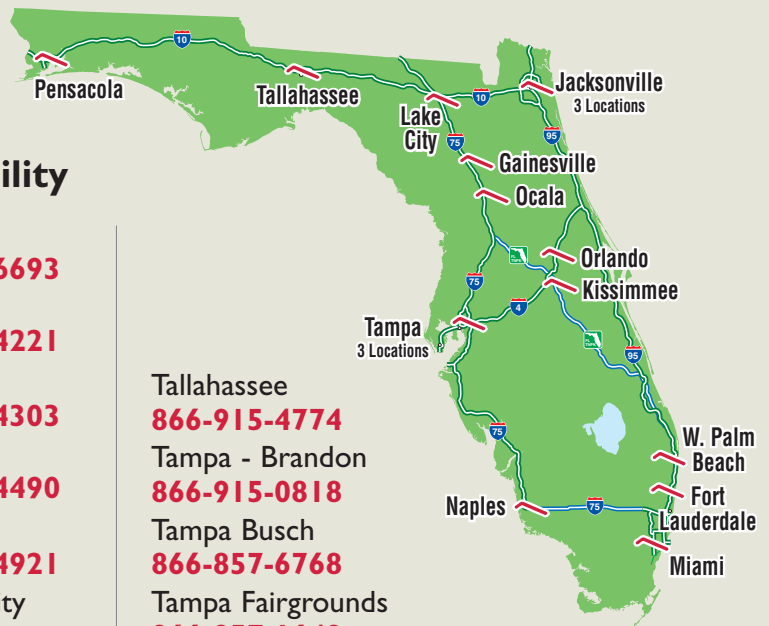 10
Pensacola
Tallahassee
Lake
City
10
Jacksonville
3 Locations
75
95
Gainesville
Ocala
Orlando
Kissimmee
75
4
Tampa
3 Locations
95
75
W. Palm
Beach
Naples
75
Fort
Lauderdale
Miami
ility
6693
4221
4303
4490
4921
ity
Tallahassee
866-915-4774
Tampa - Brandon
866-915-0818
Tampa Busch
866-857-6768
Tampa Fairgrounds